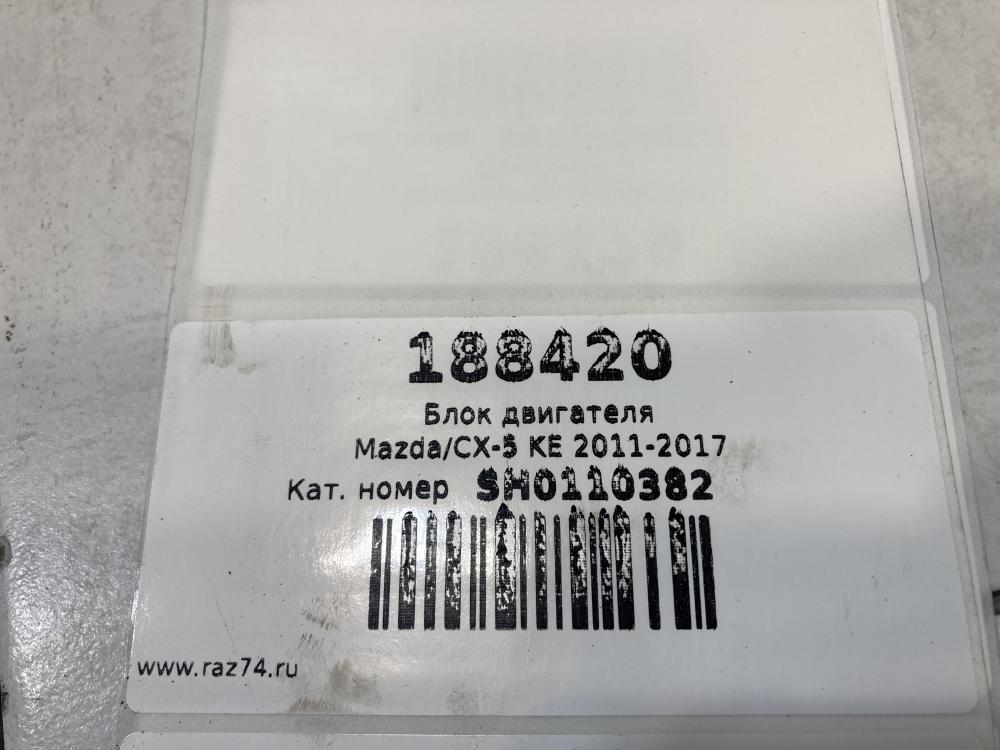 188420
Блок двигателя
Mazda/CX-5 KE 2011-2017
Кат. номер SH0110382
www.raz74.ru